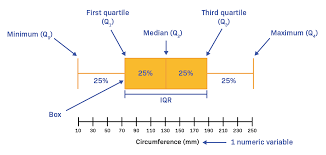 First quartile
(Q₁)
Third quartile
(Q₃)
Minimum (Q₀)
Median (Q₂)
Maximum (Q₄)
25%
25%
25%
25%
Box
IQR
10 30 50 70 90 110 130 150 170 190 210 230 250
Circumference (mm)
1 numeric variable